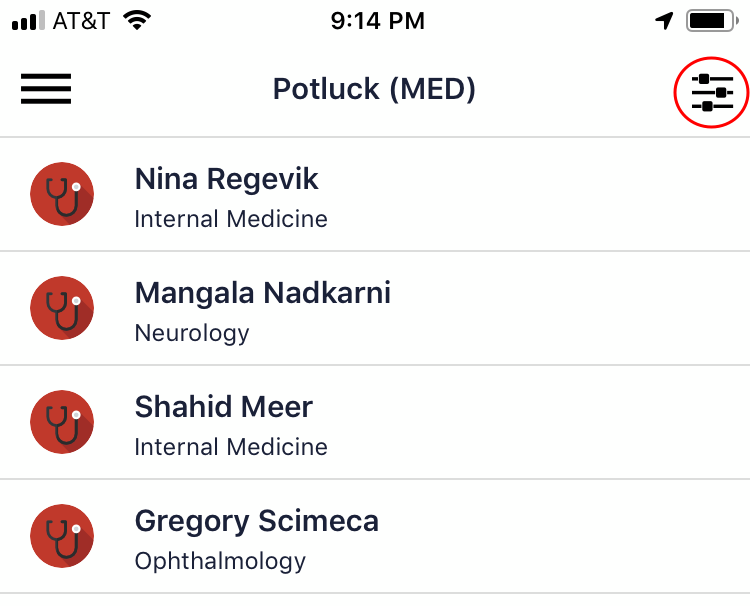 AT&T 9:14 PM
Potluck (MED)
Nina Regevik
Internal Medicine
Mangala Nadkarni
Neurology
Shahid Meer
Internal Medicine
Gregory Scimeca
Ophthalmology